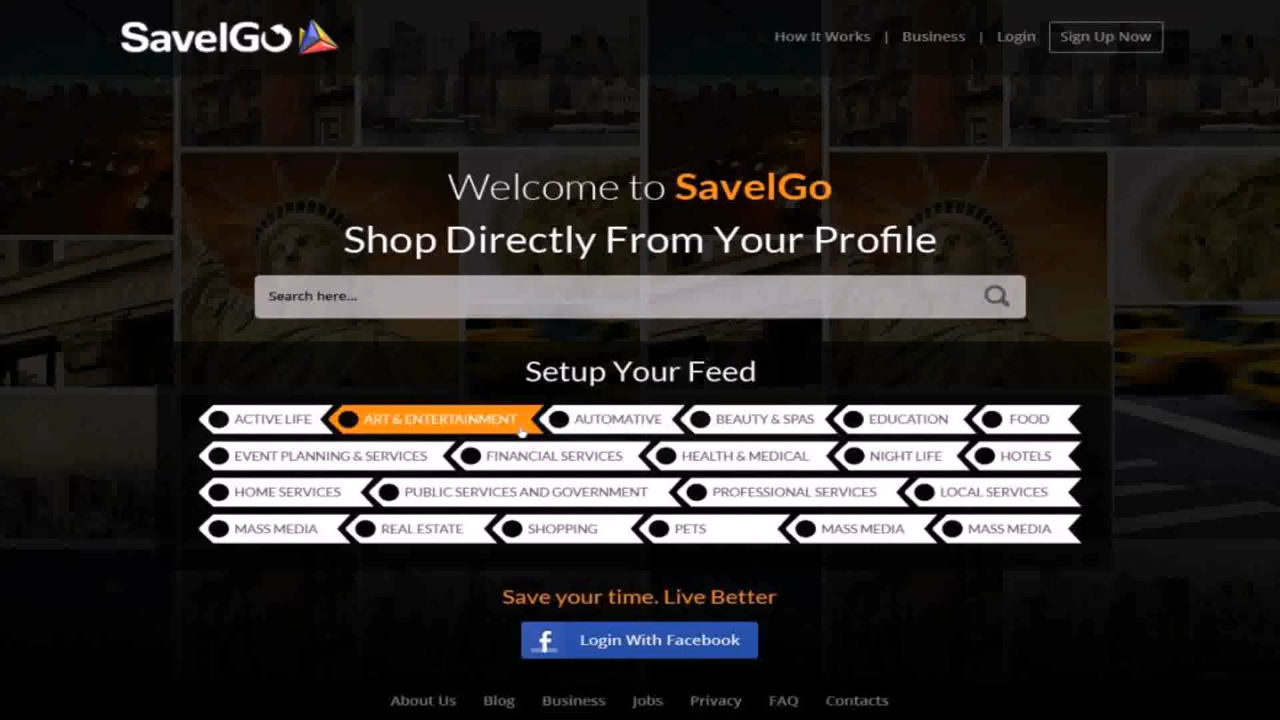 SavelGo
How It Works | Business | Login Sign Up Now
Welcome to SavelGo
Shop Directly From Your Profile
Search here...
Setup Your Feed
ACTIVE LIFE ART & ENTERTAINMENT AUTOMATIVE BEAUTY & SPAS EDUCATION FOOD
EVENT PLANNING & SERVICES FINANCIAL SERVICES HEALTH & MEDICAL NIGHT LIFE HOTELS
HOME SERVICES PUBLIC SERVICES AND GOVERNMENT PROFESSIONAL SERVICES LOCAL SERVICES
MASS MEDIA REAL ESTATE SHOPPING PETS MASS MEDIA MASS MEDIA
Save your time. Live Better
f Login With Facebook
About Us Blog Business Jobs Privacy FAQ Contacts